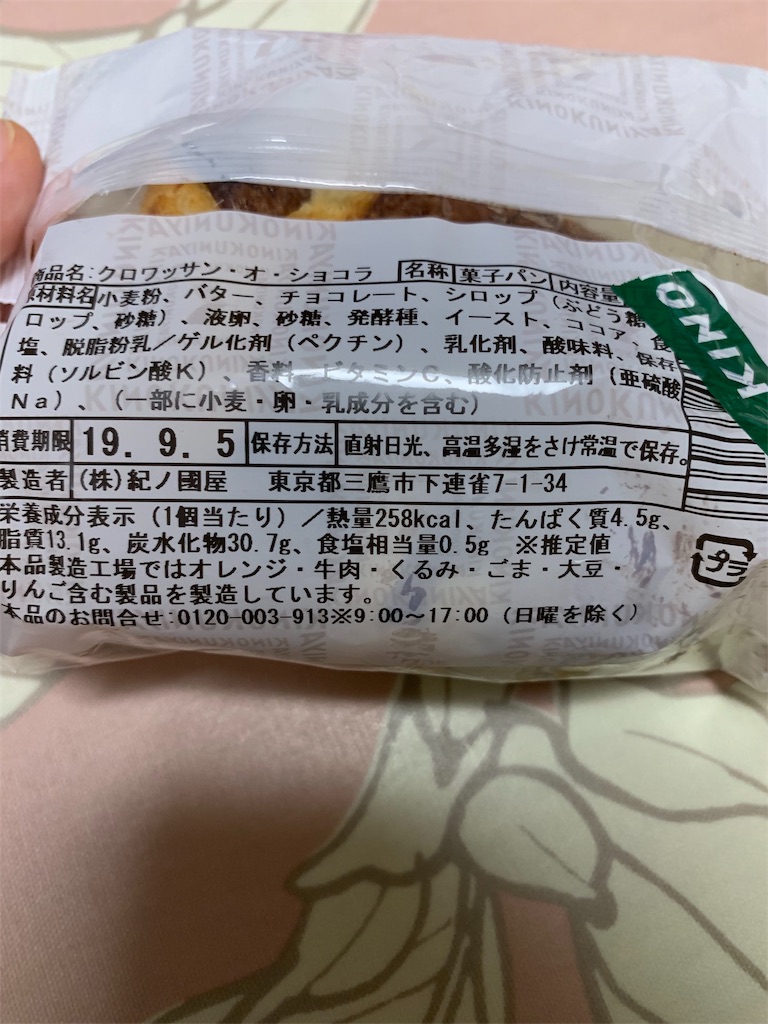 商品名:クロワッサン・オ・ショコラ 名称 菓子パン 内容量
原材料名 小麦粉、バター、チョコレート、シロップ（ぶどう糖
ロップ、砂糖）、液卵、砂糖、発酵種、イースト、ココア、食
塩、脱脂粉乳/ゲル化剤（ペクチン）、乳化剤、酸味料、保存
料（ソルビン酸K）、香料、ビタミンC、酸化防止剤（亜硫酸
Na）、（一部に小麦・卵・乳成分を含む）
消費期限 19. 9. 5 保存方法 直射日光、高温多湿をさけ常温で保存。
製造者 (株)紀ノ國屋 東京都三鷹市下連雀7-1-34
栄養成分表示（1個当たり）/熱量258kcal、たんぱく質4.5g、
脂質13.1g、炭水化物30.7g、食塩相当量0.5g ※推定値
本品製造工場ではオレンジ・牛肉・くるみ・ごま・大豆・
りんご含む製品を製造しています。
本品のお問合せ:0120-003-913※9:00～17:00（日曜を除く）
KINO
プラ
KINOKUNIYA